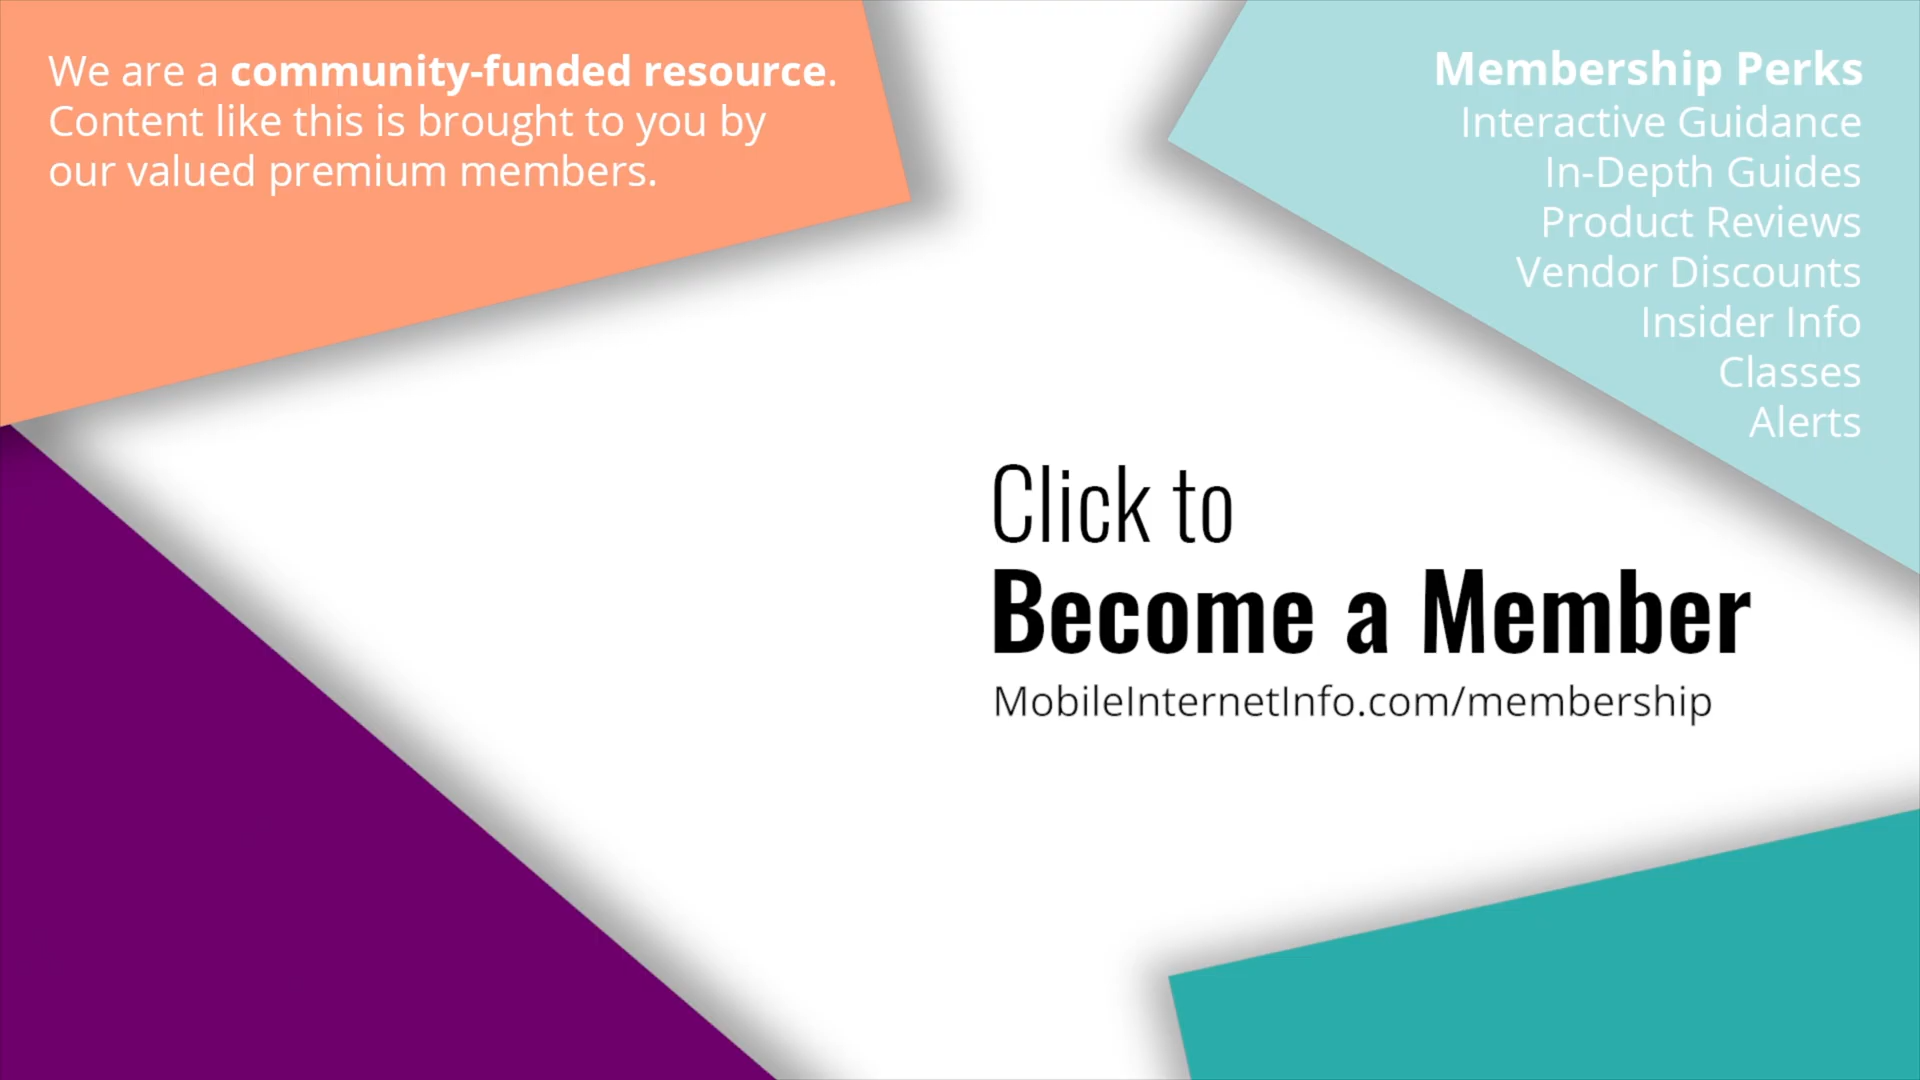 We are a community-funded resource.
Content like this is brought to you by
our valued premium members.
Membership Perks
Interactive Guidance
In-Depth Guides
Product Reviews
Vendor Discounts
Insider Info
Classes
Alerts
Click to
Become a Member
MobileInternetInfo.com/membership